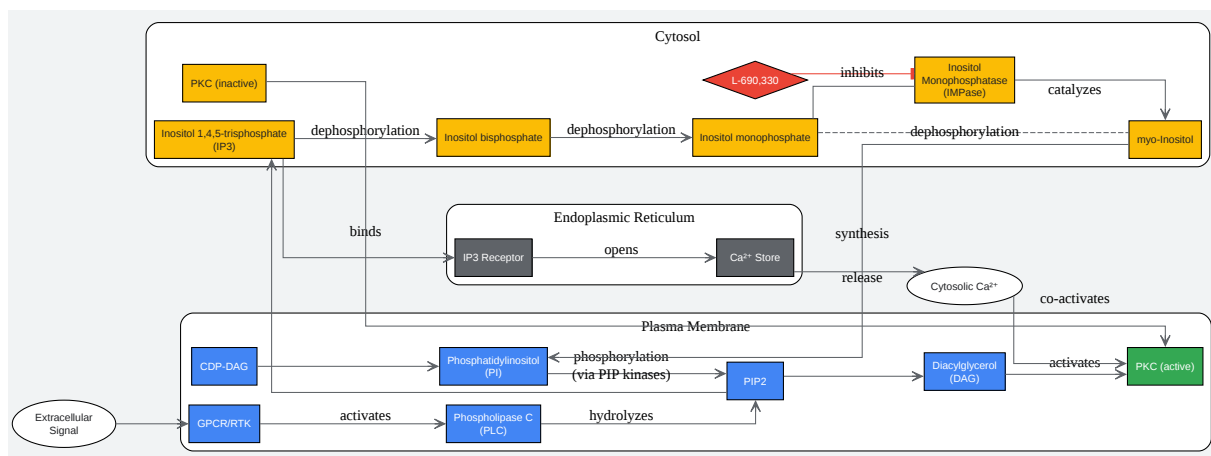 Cytosol
PKC (inactive)
L-690,330
inhibits
Inositol
Monophosphatase
(IMPase)
catalyzes
Inositol 1,4,5-trisphosphate
(IP3)
dephosphorylation
Inositol bisphosphate
dephosphorylation
Inositol monophosphate
dephosphorylation
myo-Inositol
Endoplasmic Reticulum
binds
synthesis
IP3 Receptor
opens
Ca²⁺ Store
release
Cytosolic Ca²⁺
co-activates
Plasma Membrane
CDP-DAG
Phosphatidylinositol
(PI)
phosphorylation
(via PIP kinases)
PIP2
Diacylglycerol
(DAG)
activates
PKC (active)
Extracellular
Signal
GPCR/RTK
activates
Phospholipase C
(PLC)
hydrolyzes